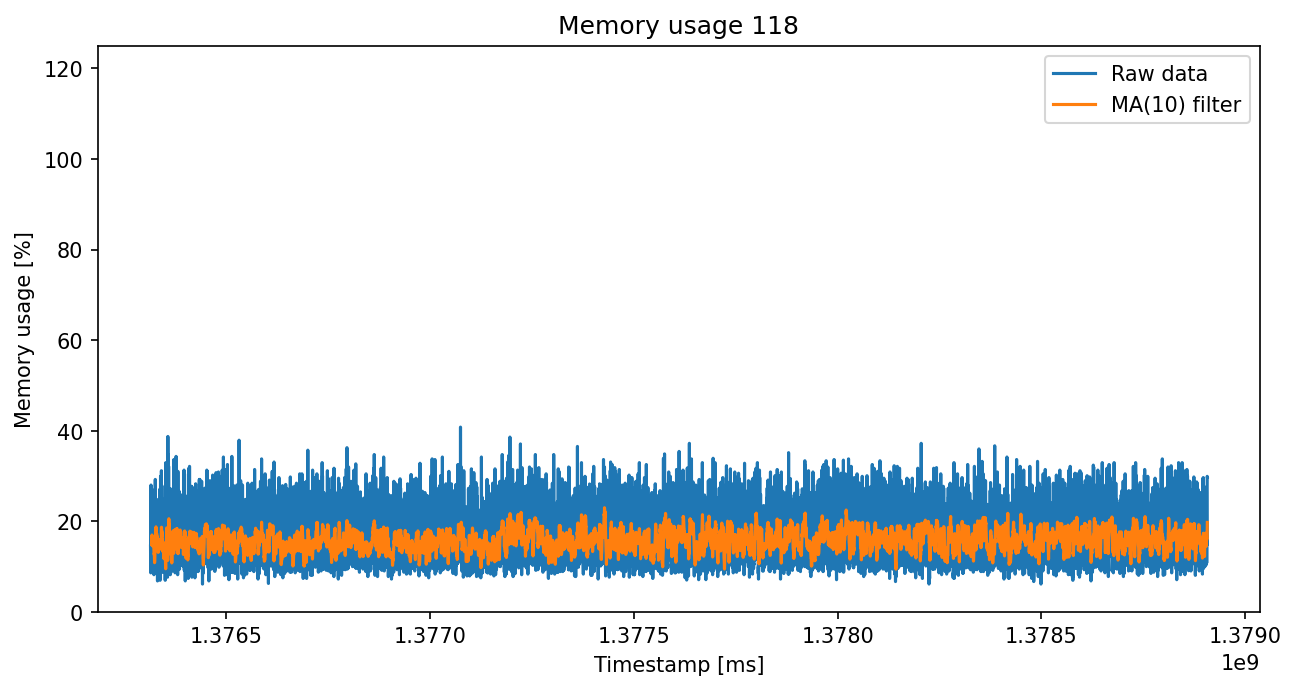 Memory usage 118
Raw data
MA(10) filter
Memory usage [%]
120
100
80
60
40
20
0
1.3765
1.3770
1.3775
1.3780
1.3785
1.3790
1e9
Timestamp [ms]